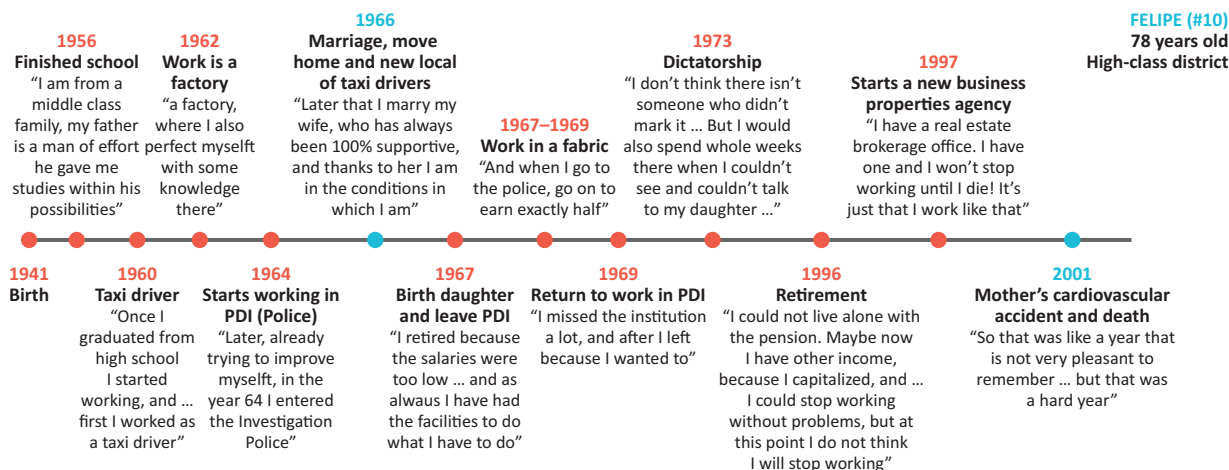 1956
Finished school
“I am from a
middle class
family, my father
is a man of effort
he gave me
studies within his
possibilities”
1962
Work is a
factory
“a factory,
where I also
perfect myselft
with some
knowledge
there”
1966
Marriage, move
home and new local
of taxi drivers
“Later that I marry my
wife, who has always
been 100% supportive,
and thanks to her I am
in the conditions in
which I am”
1967–1969
Work in a fabric
“And when I go to
the police, go on to
earn exactly half”
1973
Dictatorship
“I don’t think there isn’t
someone who didn’t
mark it ... But I would
also spend whole weeks
there when I couldn’t
see and couldn’t talk
to my daughter ...”
1997
Starts a new business
properties agency
“I have a real estate
brokerage office. I have
one and I won’t stop
working until I die! It’s
just that I work like that”
FELIPE (#10)
78 years old
High-class district
1941
Birth
1960
Taxi driver
“Once I
graduated from
high school
I started
working, and ...
first I worked as
a taxi driver”
1964
Starts working in
PDI (Police)
“Later, already
trying to improve
myselft, in the
year 64 I entered
the Investigation
Police”
1967
Birth daughter
and leave PDI
“I retired because
the salaries were
too low ... and as
alwaus I have had
the facilities to do
what I have to do”
1969
Return to work in PDI
“I missed the institution
a lot, and after I left
because I wanted to”
1996
Retirement
“I could not live alone with
the pension. Maybe now
I have other income,
because I capitalized, and ...
I could stop working
without problems, but at
this point I do not think
I will stop working”
2001
Mother’s cardiovascular
accident and death
“So that was like a year that
is not very pleasant to
remember ... but that was
a hard year”